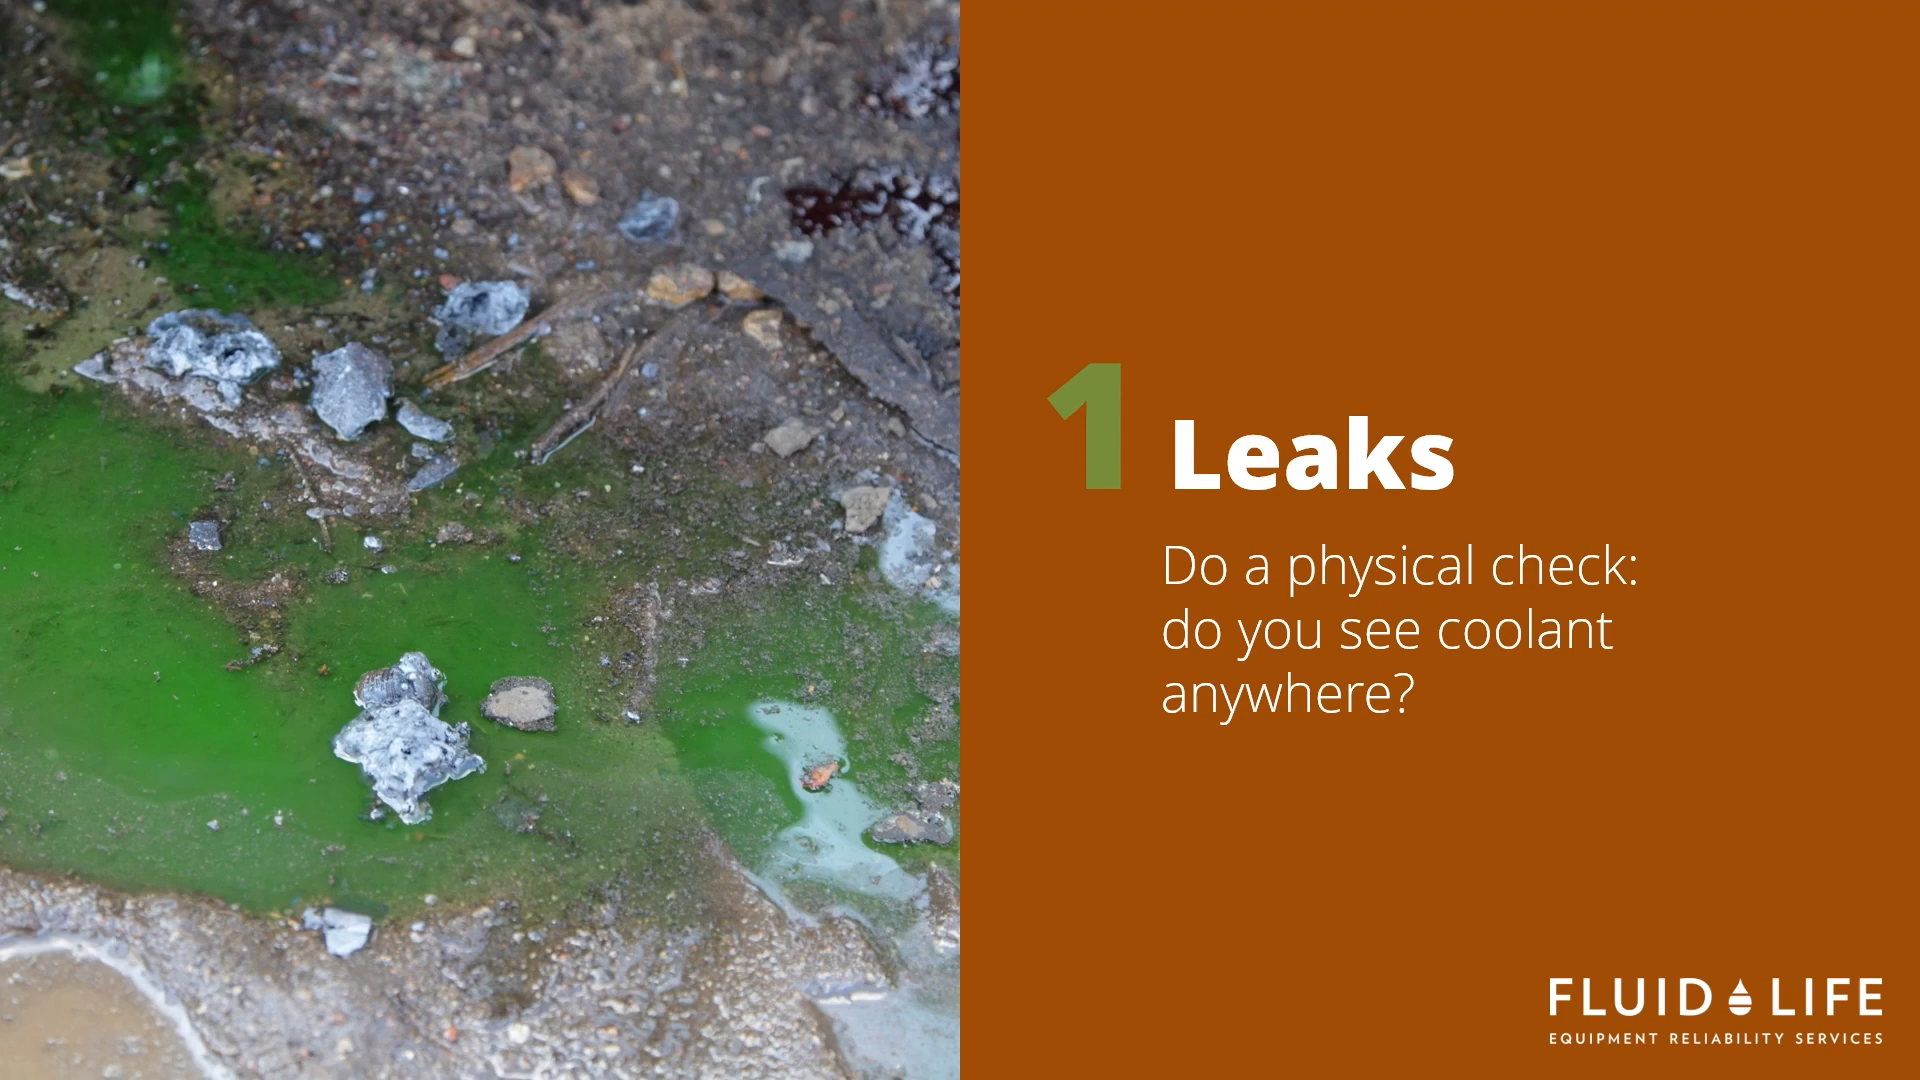 1 Leaks
Do a physical check:
do you see coolant
anywhere?
FLUID LIFE
EQUIPMENT RELIABILITY SERVICES